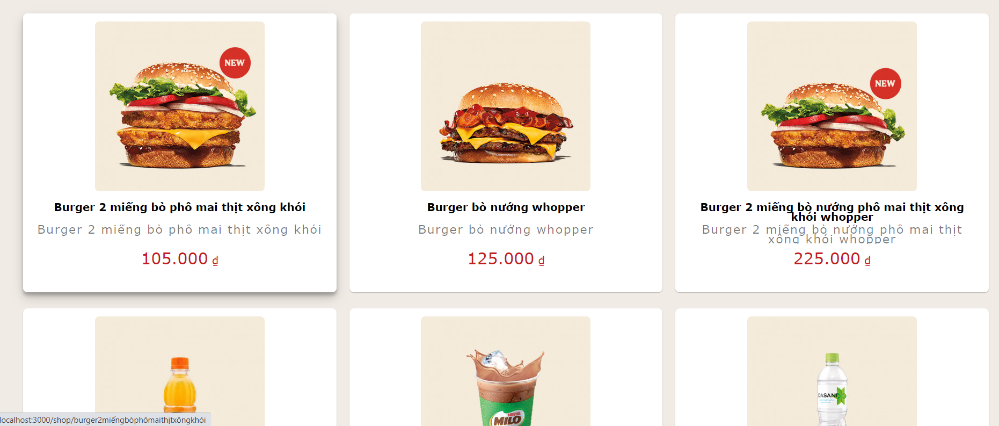 NEW
NEW
Burger 2 miếng bò phô mai thịt xông khói
Burger 2 miếng bò phô mai thịt xông khói
105.000 ₫
Burger bò nướng whopper
Burger bò nướng whopper
125.000 ₫
Burger 2 miếng bò nướng phô mai thịt xông
khói whopper
Burger 2 miếng bò nướng phô mai thịt
xông khói whopper
225.000 ₫
Nestlé
MILO
DASANI
localhost:3000/shop/burger2miếngbòphômaithịtxôngkhói